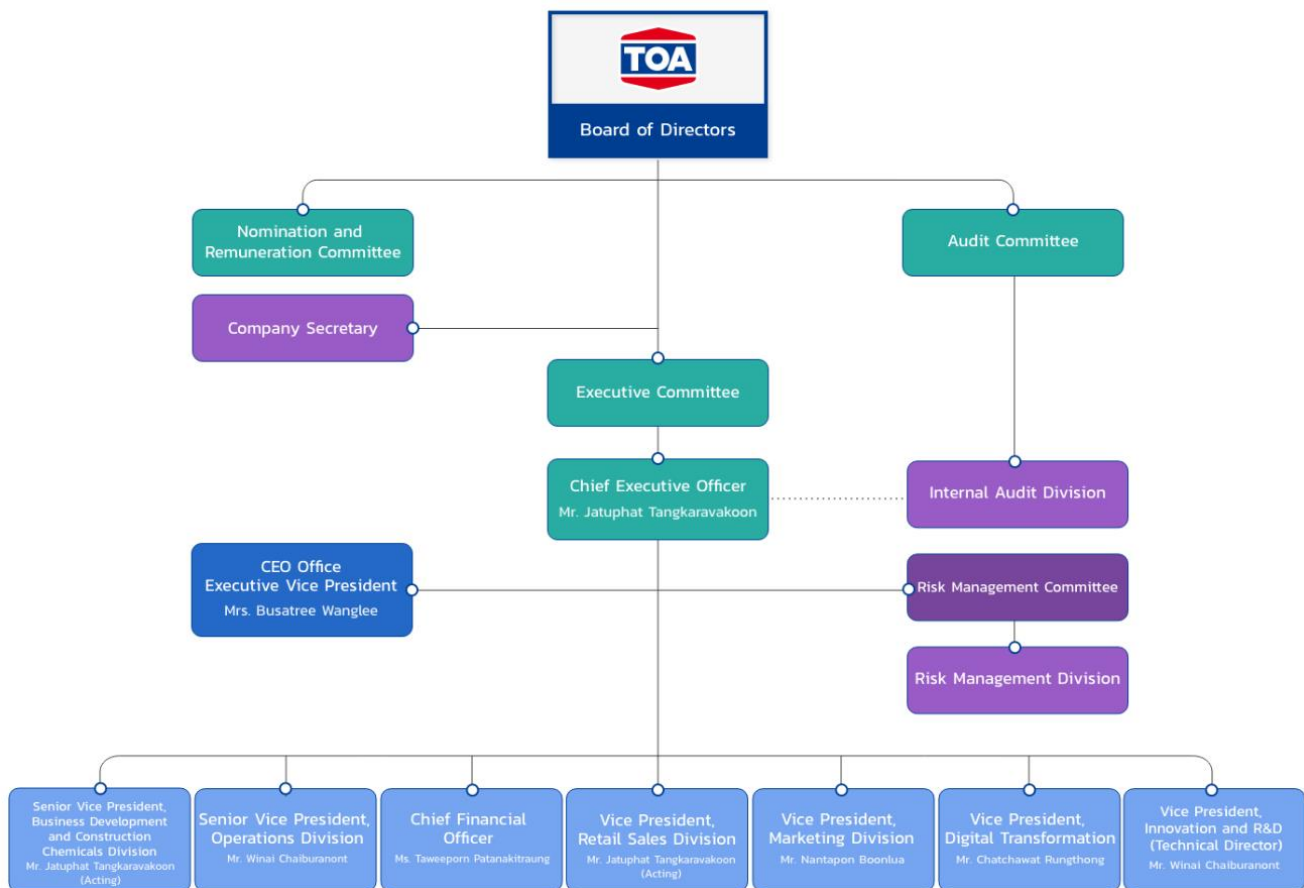 TOA
Board of Directors
Nomination and
Remuneration Committee
Audit Committee
Company Secretary
Executive Committee
Chief Executive Officer
Mr. Jatuphat Tangkaravakoon
Internal Audit Division
CEO Office
Executive Vice President
Mrs. Busatree Wanglee
Risk Management Committee
Risk Management Division
Senior Vice President,
Business Development
and Construction
Chemicals Division
Mr. Jatuphat Tangkaravakoon
(Acting)
Senior Vice President,
Operations Division
Mr. Winai Chaiburanont
Chief Financial
Officer
Ms. Taweeporn Patanakitraung
Vice President,
Retail Sales Division
Mr. Jatuphat Tangkaravakoon
(Acting)
Vice President,
Marketing Division
Mr. Nantapon Boonlua
Vice President,
Digital Transformation
Mr. Chatchawat Rungthong
Vice President,
Innovation and R&D
(Technical Director)
Mr. Winai Chaiburanont